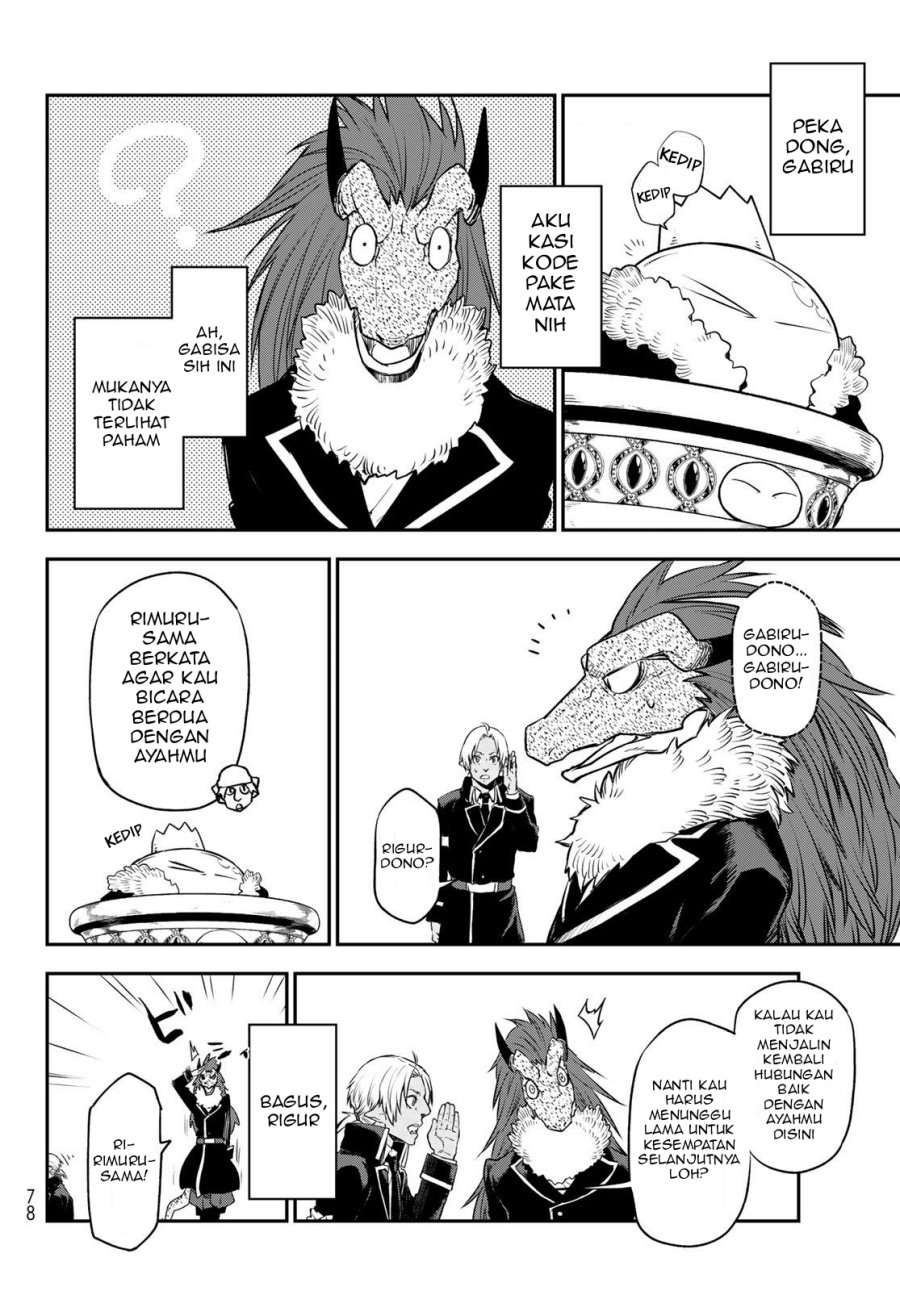 PEKA
DONG,
GABIRU
KEDIP
KEDIP
AKU
KASI
KODE
PAKE
MATA
NIH
?
AH,
GABISA
SIH INI
MUKANYA
TIDAK
TERLIHAT
PAHAM
GABIRU-
DONO...
GABIRU-
DONO!
RIGUR-
DONO?
RIMURU-
SAMA
BERKATA
AGAR KAU
BICARA
BERDUA
DENGAN
AYAHMU
KEDIP
KALAU KAU
TIDAK
MENJALIN
KEMBALI
HUBUNGAN
BAIK
DENGAN
AYAHMU
DISINI
NANTI KAU
HARUS
MENUNGGU
LAMA UNTUK
KESEMPATAN
SELANJUTNYA
LOH?
BAGUS,
RIGUR
ビッ
RI-
RIMURU-
SAMA!
78